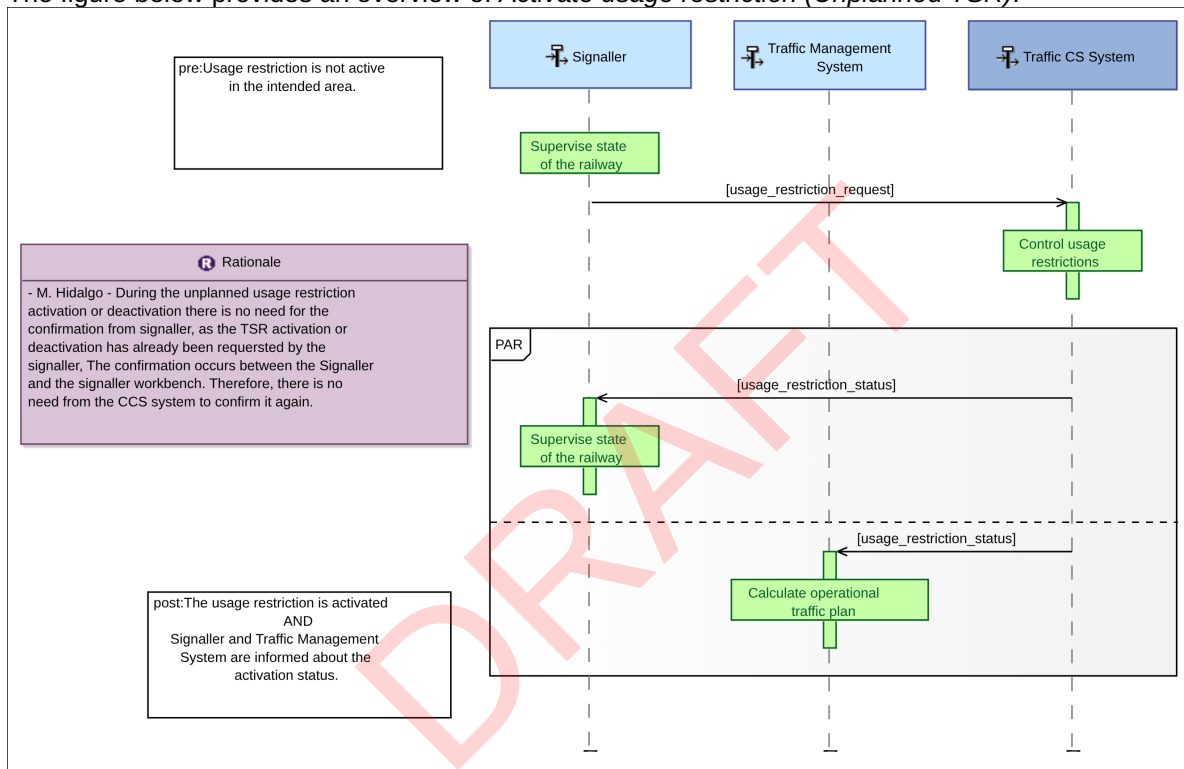 The figure below provides an overview of Activate usage restriction (Unplanned TSR).
Signaller
Traffic Management
System
Traffic CS System
pre:Usage restriction is not active
in the intended area.
Supervise state
of the railway
[usage_restriction_request]
Control usage
restrictions
R Rationale
- M. Hidalgo - During the unplanned usage restriction
activation or deactivation there is no need for the
confirmation from signaller, as the TSR activation or
deactivation has already been requersted by the
signaller, The confirmation occurs between the Signaller
and the signaller workbench. Therefore, there is no
need from the CCS system to confirm it again.
PAR
[usage_restriction_status]
Supervise state
of the railway
[usage_restriction_status]
Calculate operational
traffic plan
post:The usage restriction is activated
AND
Signaller and Traffic Management
System are informed about the
activation status.
DRAFT